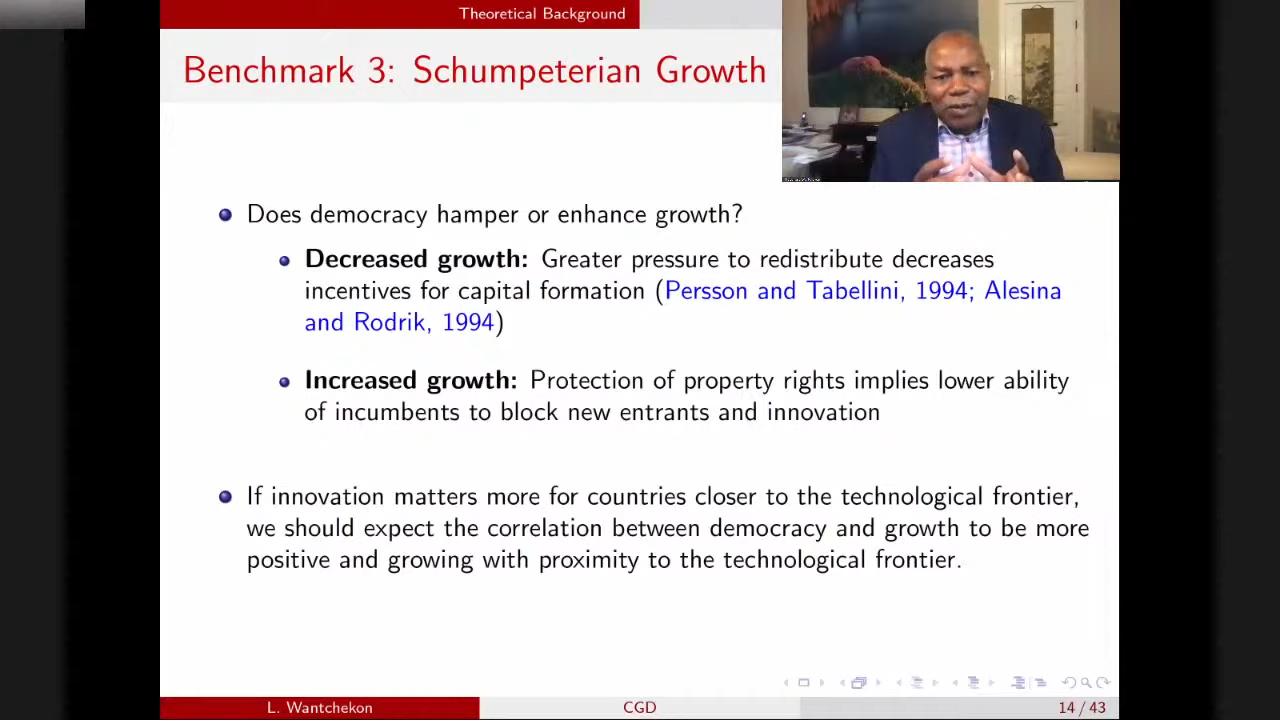 Theoretical Background
Benchmark 3: Schumpeterian Growth
Does democracy hamper or enhance growth?
Decreased growth: Greater pressure to redistribute decreases
incentives for capital formation (Persson and Tabellini, 1994; Alesina
and Rodrik, 1994)
Increased growth: Protection of property rights implies lower ability
of incumbents to block new entrants and innovation
If innovation matters more for countries closer to the technological frontier,
we should expect the correlation between democracy and growth to be more
positive and growing with proximity to the technological frontier.
L. Wantchekon
CGD
14 / 43